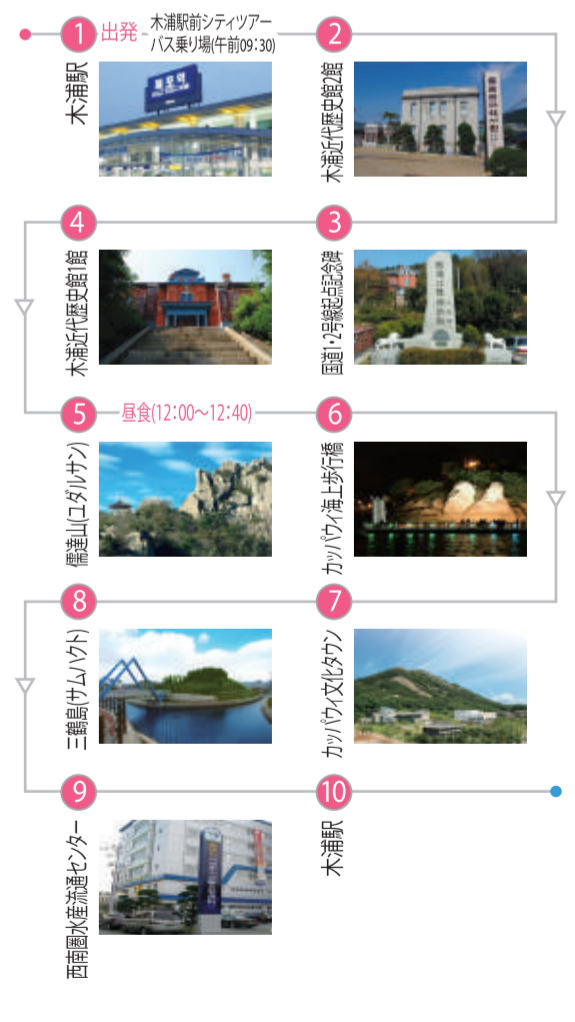 1
出発
木浦駅前シティツアー
バス乗り場(午前09:30)
木浦駅
2
木浦近代歴史館2館
3
国道1・2号線起点記念碑
4
木浦近代歴史館1館
5
昼食(12:00～12:40)
儒達山(ユダルサン)
6
カッパウィ海上歩行橋
7
カッパウィ文化タウン
8
三鶴島(サムハクト)
9
西南圏水産流通センター
10
木浦駅